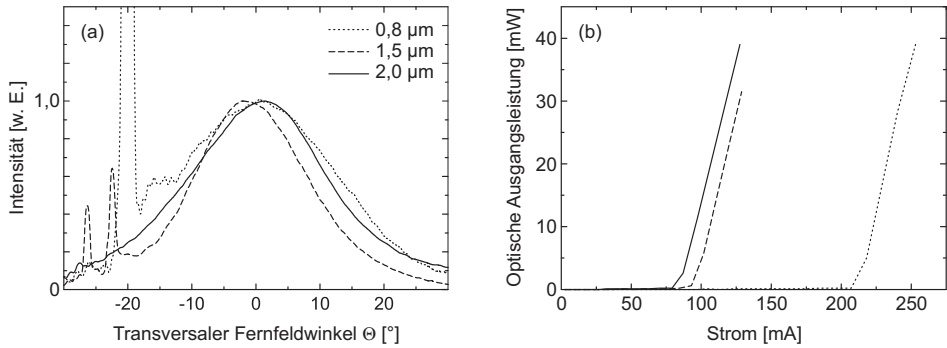 (a)
0,8 µm
1,5 µm
2,0 µm
1,0
0
Intensität [w. E.]
-20
-10
0
10
20
Transversaler Fernfeldwinkel Θ [°]
(b)
40
30
20
10
0
Optische Ausgangsleistung [mW]
0
50
100
150
200
250
Strom [mA]